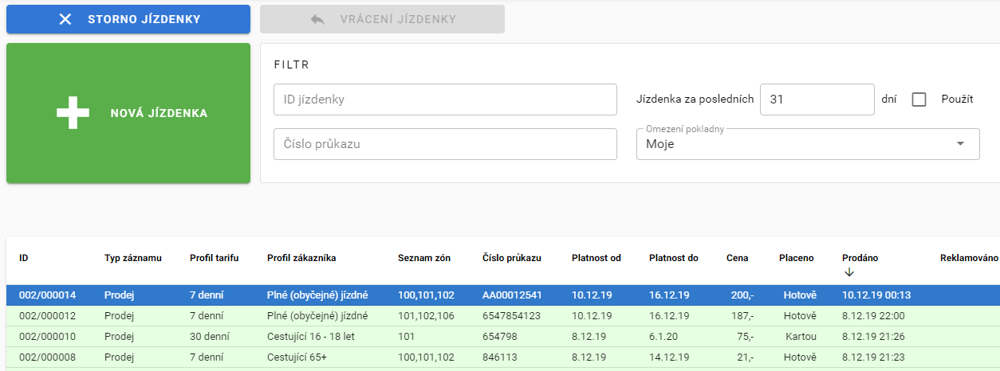 STORNO JÍZDENKY
VRÁCENÍ JÍZDENKY
NOVÁ JÍZDENKA
FILTR
ID jízdenky
Jízdenka za posledních 31 dní Použít
Číslo průkazu
Omezení pokladny
Moje
ID Typ záznamu Profil tarifu Profil zákazníka Seznam zón Číslo průkazu Platnost od Platnost do Cena Placeno Prodáno Reklamováno
002/000014 Prodej 7 denní Plné (obyčejné) jízdné 100,101,102 AA00012541 10.12.19 16.12.19 200,- Hotově 10.12.19 00:13
002/000012 Prodej 7 denní Plné (obyčejné) jízdné 101,102,106 6547854123 10.12.19 16.12.19 187,- Hotově 8.12.19 22:00
002/000010 Prodej 30 denní Cestující 16 - 18 let 101 654798 8.12.19 6.1.20 75,- Kartou 8.12.19 21:26
002/000008 Prodej 7 denní Cestující 65+ 100,101,102 846113 8.12.19 14.12.19 21,- Hotově 8.12.19 21:23